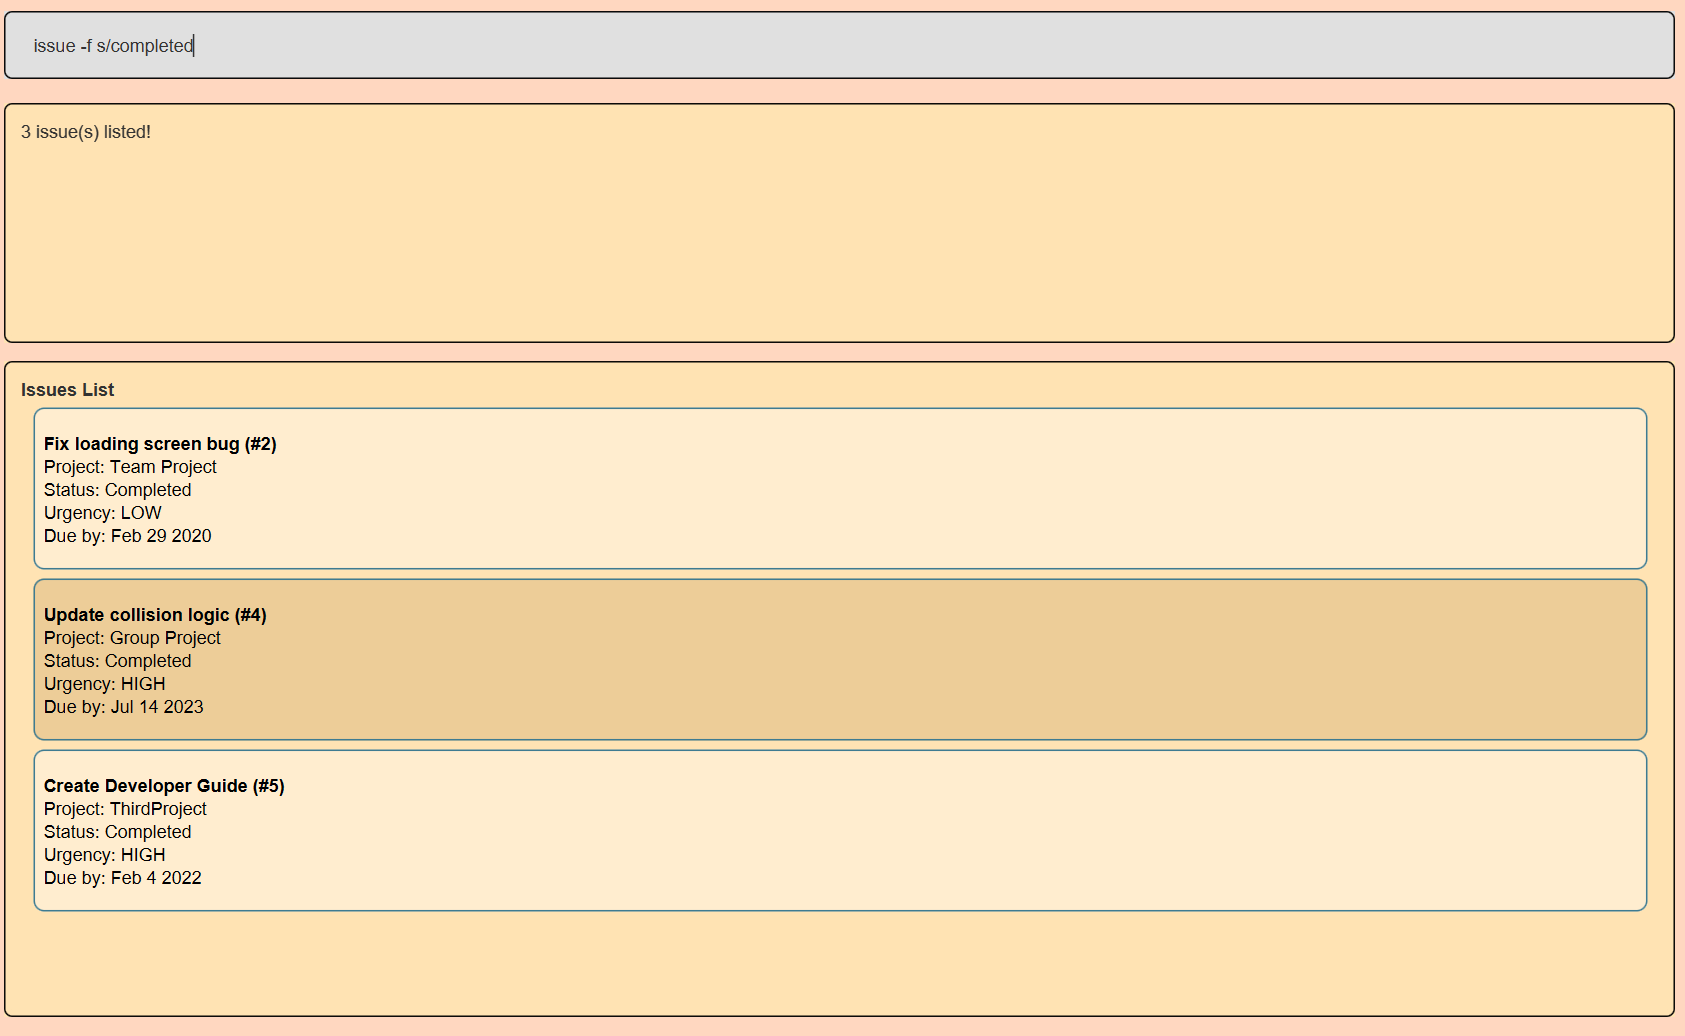 issue -f s/completed
3 issue(s) listed!
Issues List
Fix loading screen bug (#2)
Project: Team Project
Status: Completed
Urgency: LOW
Due by: Feb 29 2020
Update collision logic (#4)
Project: Group Project
Status: Completed
Urgency: HIGH
Due by: Jul 14 2023
Create Developer Guide (#5)
Project: ThirdProject
Status: Completed
Urgency: HIGH
Due by: Feb 4 2022